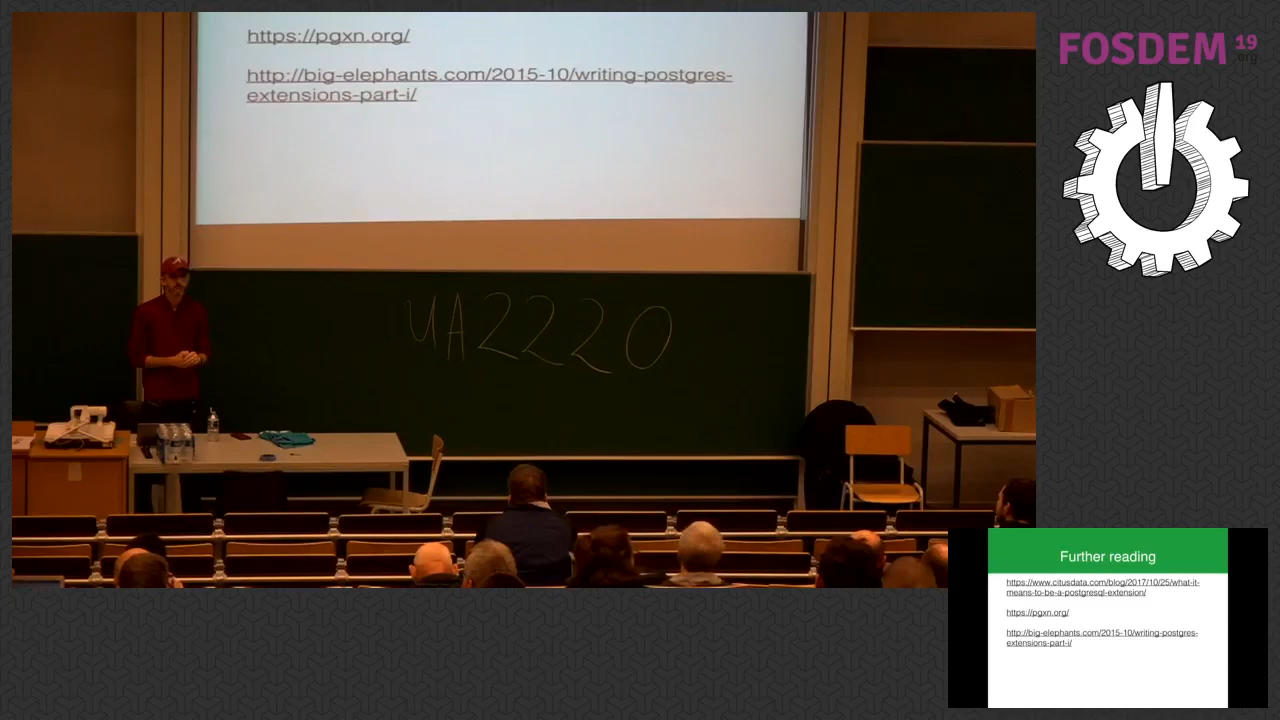 https://pgxn.org/
http://big-elephants.com/2015-10/writing-postgres-
extensions-part-i/
UA2220
FOSDEM 19
.org
Further reading
https://www.citusdata.com/blog/2017/10/25/what-it-
means-to-be-a-postgresql-extension/
https://pgxn.org/
http://big-elephants.com/2015-10/writing-postgres-
extensions-part-i/